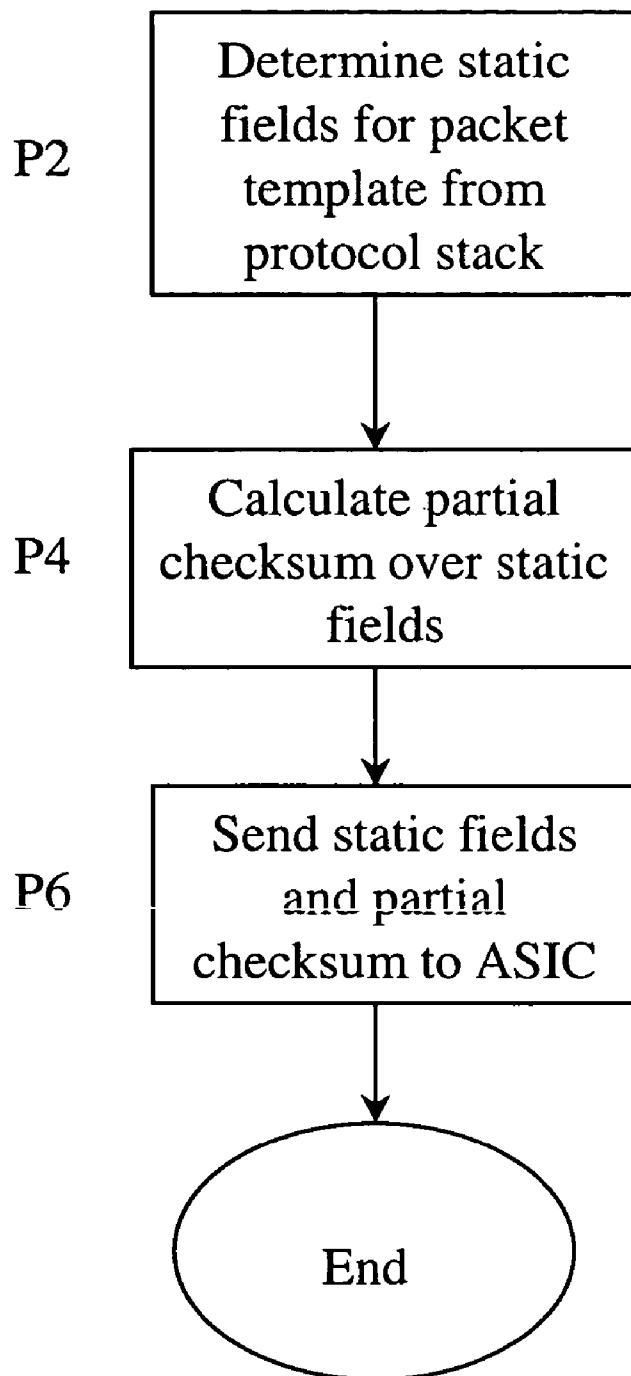 Determine static
fields for packet
P2
template from
protocol stack
Calculate partial
P4
checksum over static
fields
Send static fields
P6
and partial
checksum to ASIC
End